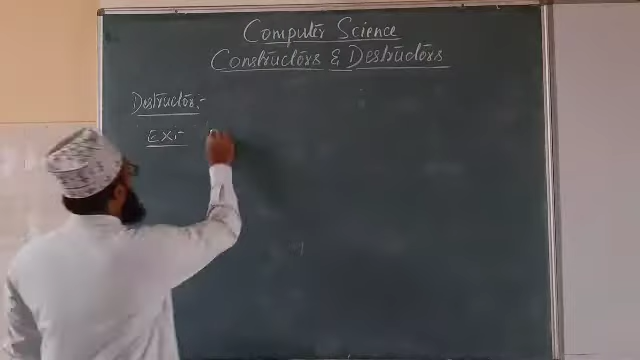 Computer Science
Constructors & Destructors
Destructor:-
EX:-